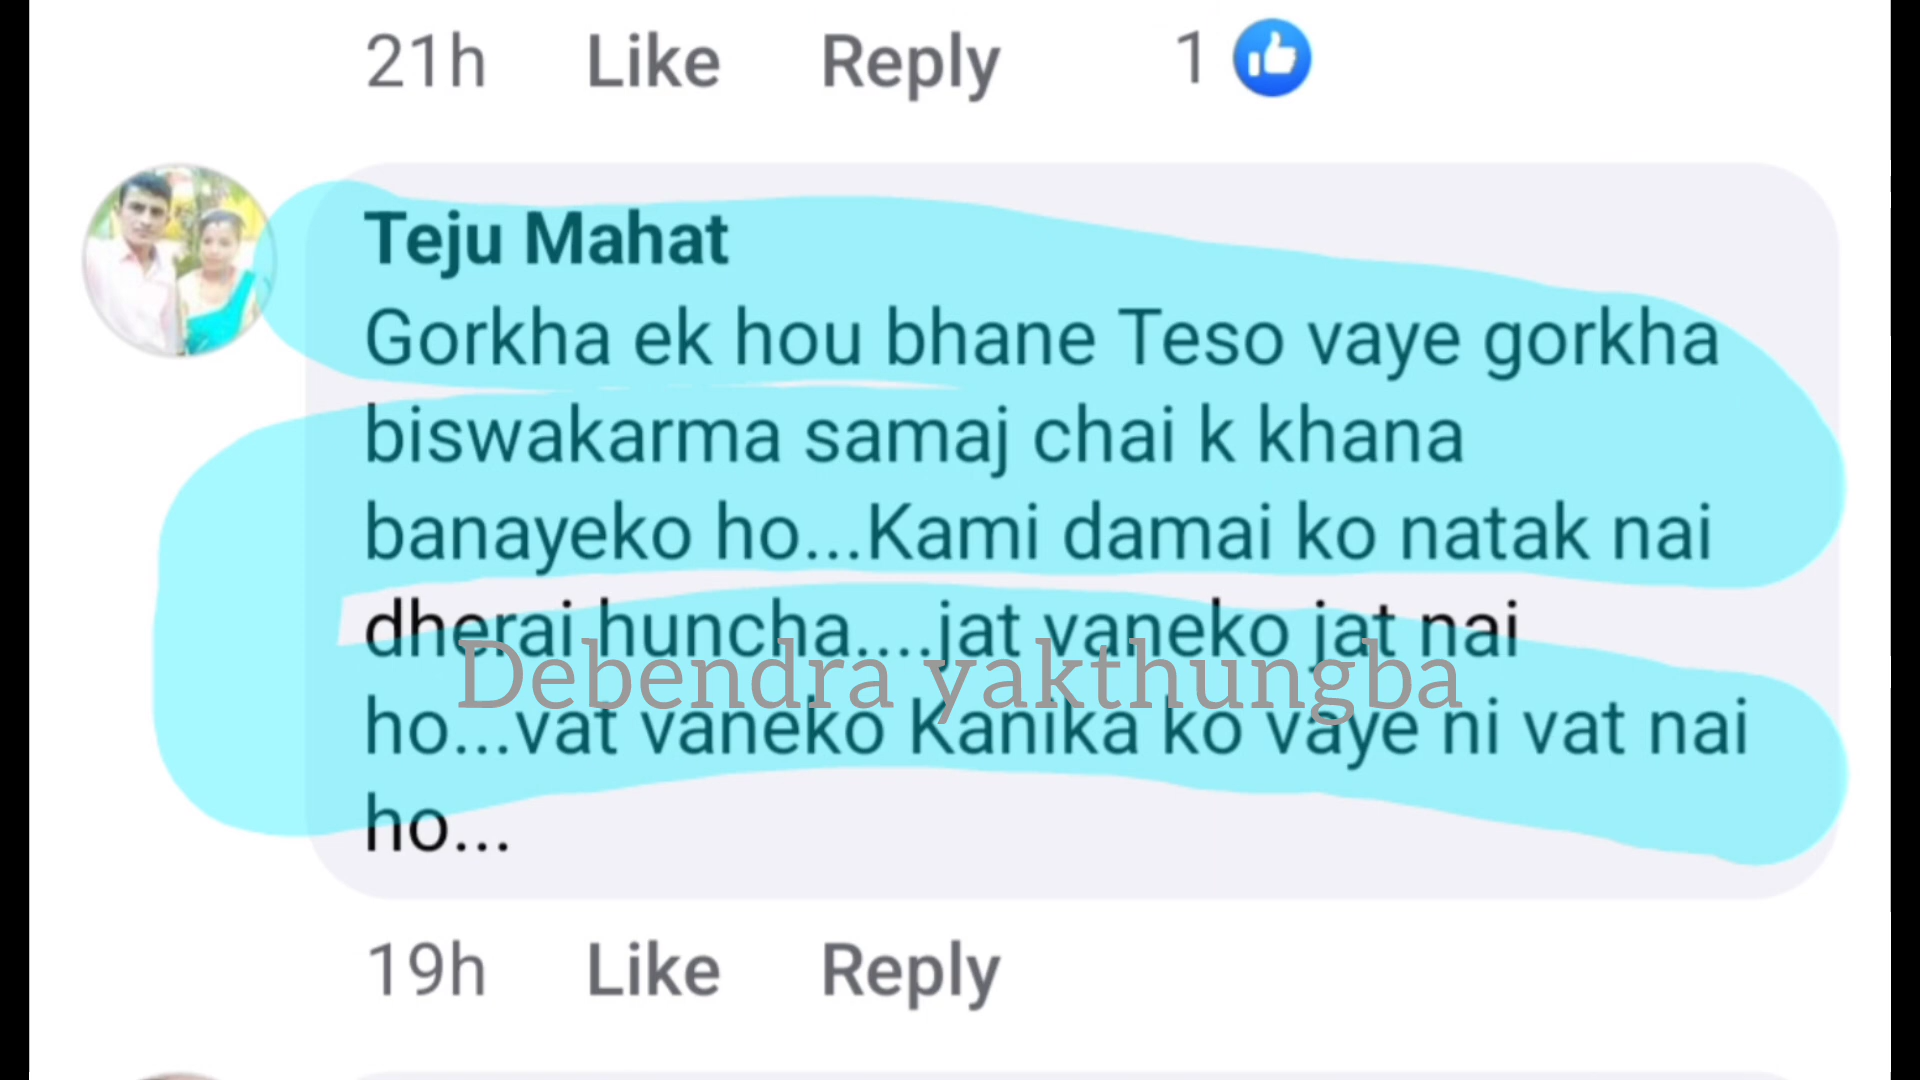 21h Like Reply 1
Teju Mahat
Gorkha ek hou bhane Teso vaye gorkha
biswakarma samaj chai k khana
banayeko ho...Kami damai ko natak nai
dherai huncha....jat vaneko jat nai
Debendra yakthungba
ho...vat vaneko Kanika ko vaye ni vat nai
ho...
19h Like Reply